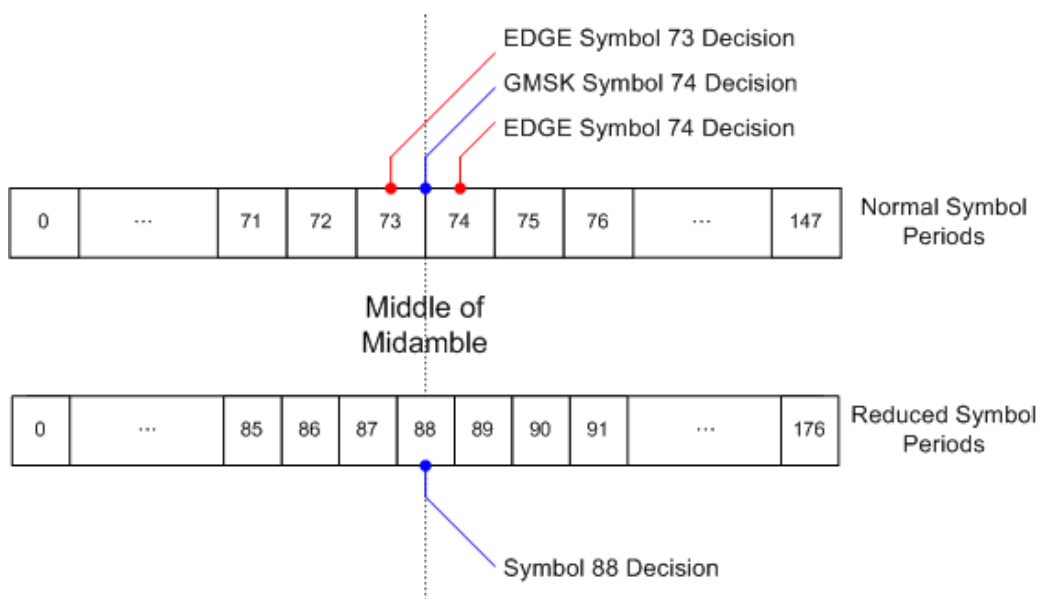 EDGE Symbol 73 Decision
GMSK Symbol 74 Decision
EDGE Symbol 74 Decision
0 ... 71 72 73 74 75 76 ... 147
Normal Symbol
Periods
Middle of
Midamble
0 ... 85 86 87 88 89 90 91 ... 176
Reduced Symbol
Periods
Symbol 88 Decision